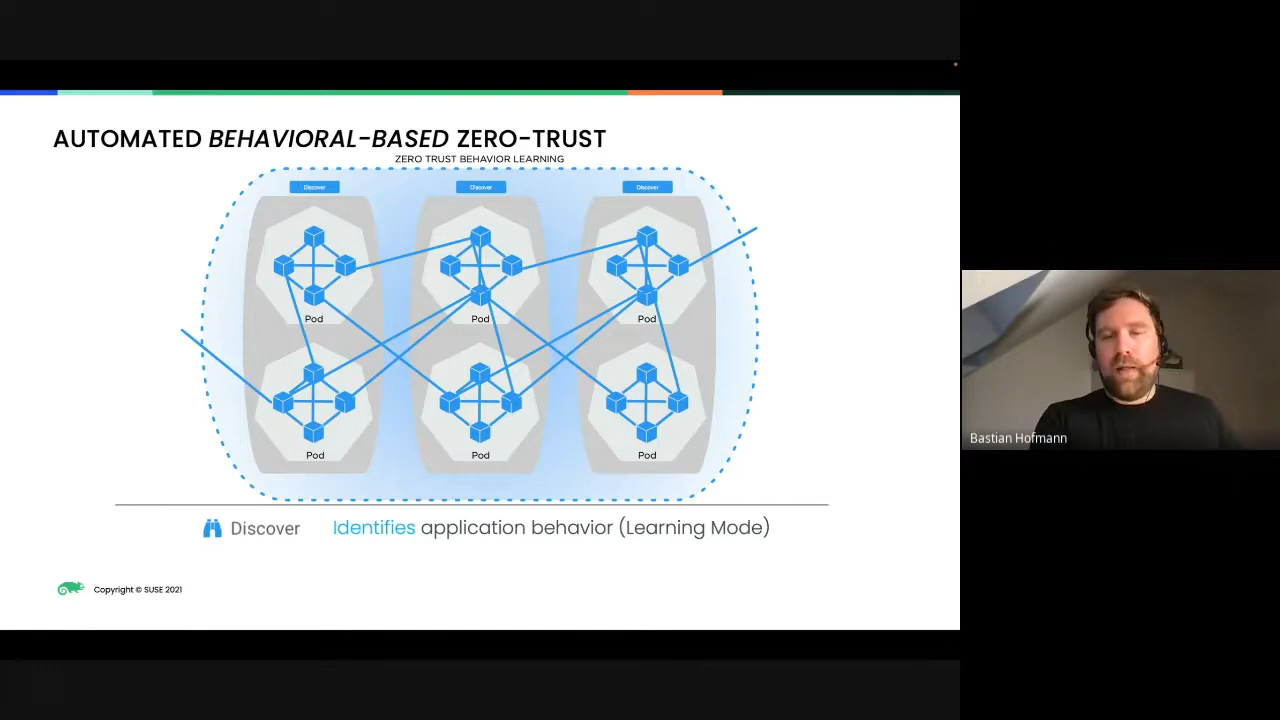 AUTOMATED BEHAVIORAL-BASED ZERO-TRUST
ZERO TRUST BEHAVIOR LEARNING
Discover
Discover
Discover
Pod
Pod
Pod
Pod
Pod
Pod
Discover
Identifies application behavior (Learning Mode)
Copyright © SUSE 2021
Bastian Hofmann